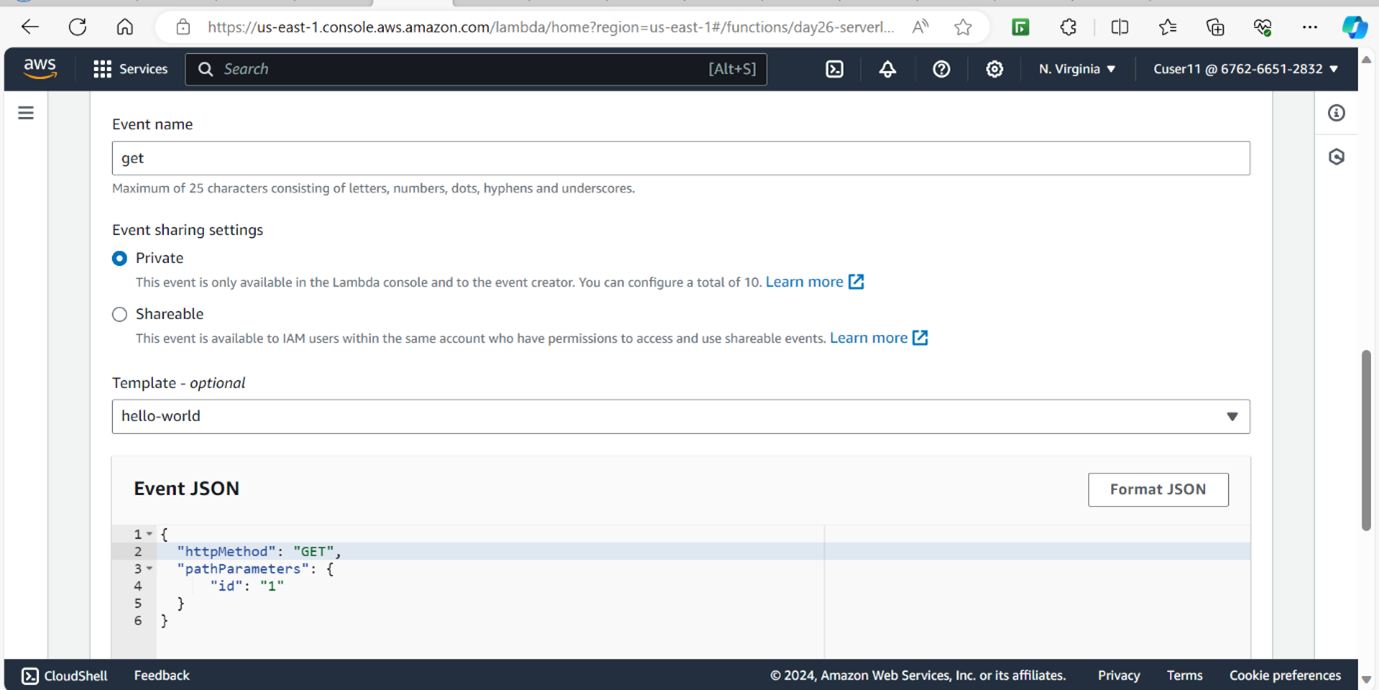 https://us-east-1.console.aws.amazon.com/lambda/home?region=us-east-1#/functions/day26-serverl...
aws Services Search [Alt+S] N. Virginia Cuser11 @ 6762-6651-2832
Event name
get
Maximum of 25 characters consisting of letters, numbers, dots, hyphens and underscores.
Event sharing settings
Private
This event is only available in the Lambda console and to the event creator. You can configure a total of 10. Learn more
Shareable
This event is available to IAM users within the same account who have permissions to access and use shareable events. Learn more
Template - optional
hello-world
Event JSON Format JSON
1 {
2 "httpMethod": "GET",
3 "pathParameters": {
4 "id": "1"
5 }
6 }
CloudShell Feedback © 2024, Amazon Web Services, Inc. or its affiliates. Privacy Terms Cookie preferences